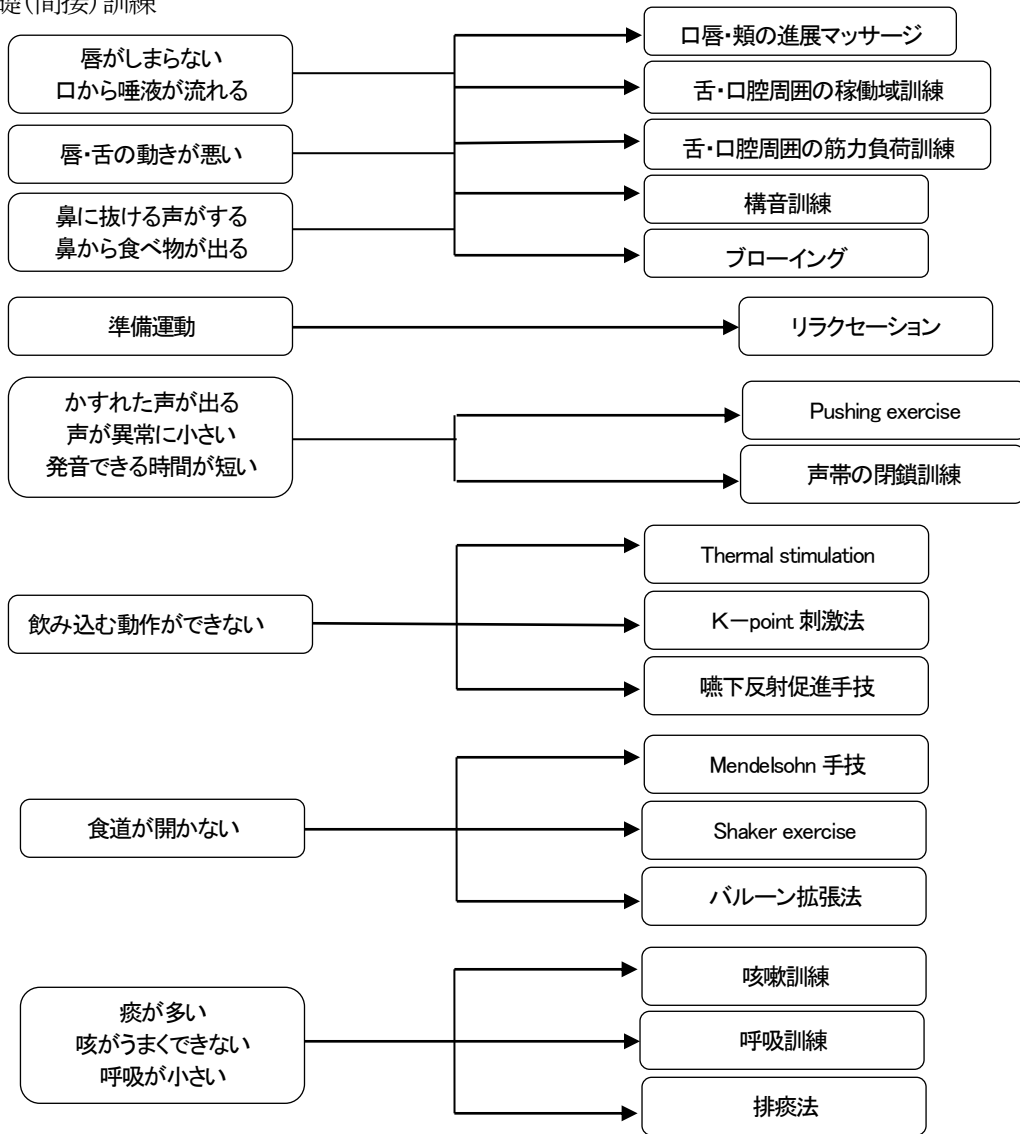 礎(間接)訓練
唇がしまらない
口から唾液が流れる
唇・舌の動きが悪い
鼻に抜ける声がする
鼻から食べ物が出る
口唇・頬の進展マッサージ
舌・口腔周囲の稼働域訓練
舌・口腔周囲の筋力負荷訓練
構音訓練
ブローイング
準備運動
リラクセーション
かすれた声が出る
声が異常に小さい
発音できる時間が短い
Pushing exercise
声帯の閉鎖訓練
飲み込む動作ができない
Thermal stimulation
K－point 刺激法
嚥下反射促進手技
食道が開かない
Mendelsohn 手技
Shaker exercise
バルーン拡張法
痰が多い
咳がうまくできない
呼吸が小さい
咳嗽訓練
呼吸訓練
排痰法